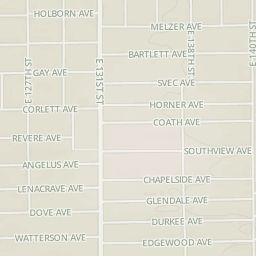 HOLBORN AVE
MELZER AVE
BARTLETT AVE
E 138TH ST
E 140TH ST
E 131ST ST
E 127TH ST
GAY AVE
SVEC AVE
HORNER AVE
CORLETT AVE
COATH AVE
REVERE AVE
SOUTHVIEW AVE
ANGELUS AVE
CHAPELSIDE AVE
LENACRAVE AVE
GLENDALE AVE
DOVE AVE
DURKEE AVE
WATTERSON AVE
EDGEWOOD AVE